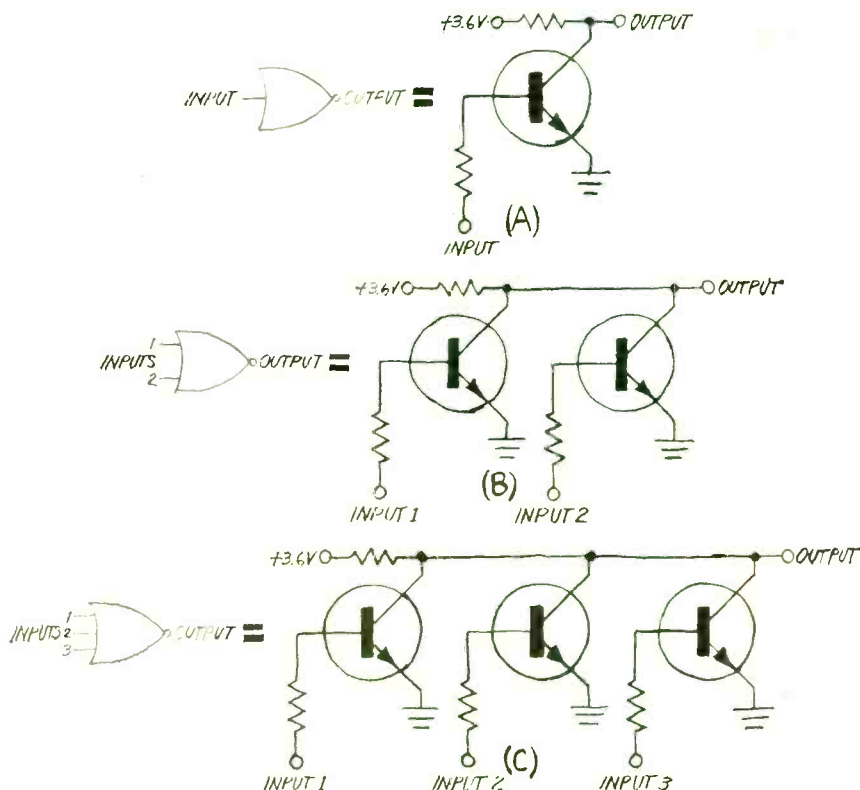 +3.6V OUTPUT
INPUT OUTPUT =
(A)
INPUT
+3.6V OUTPUT
1
INPUTS OUTPUT =
2
(B)
INPUT 1 INPUT 2
+3.6V OUTPUT
1
INPUTS 2 OUTPUT =
3
(C)
INPUT 1 INPUT 2 INPUT 3